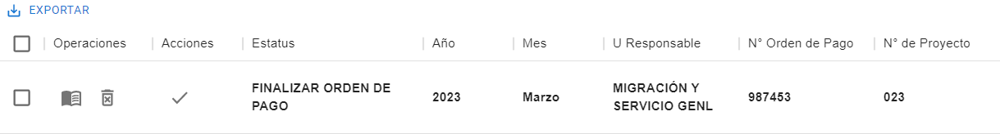 EXPORTAR
Operaciones Acciones Estatus Año Mes U Responsable N° Orden de Pago N° de Proyecto
FINALIZAR ORDEN DE PAGO 2023 Marzo MIGRACIÓN Y SERVICIO GENL 987453 023